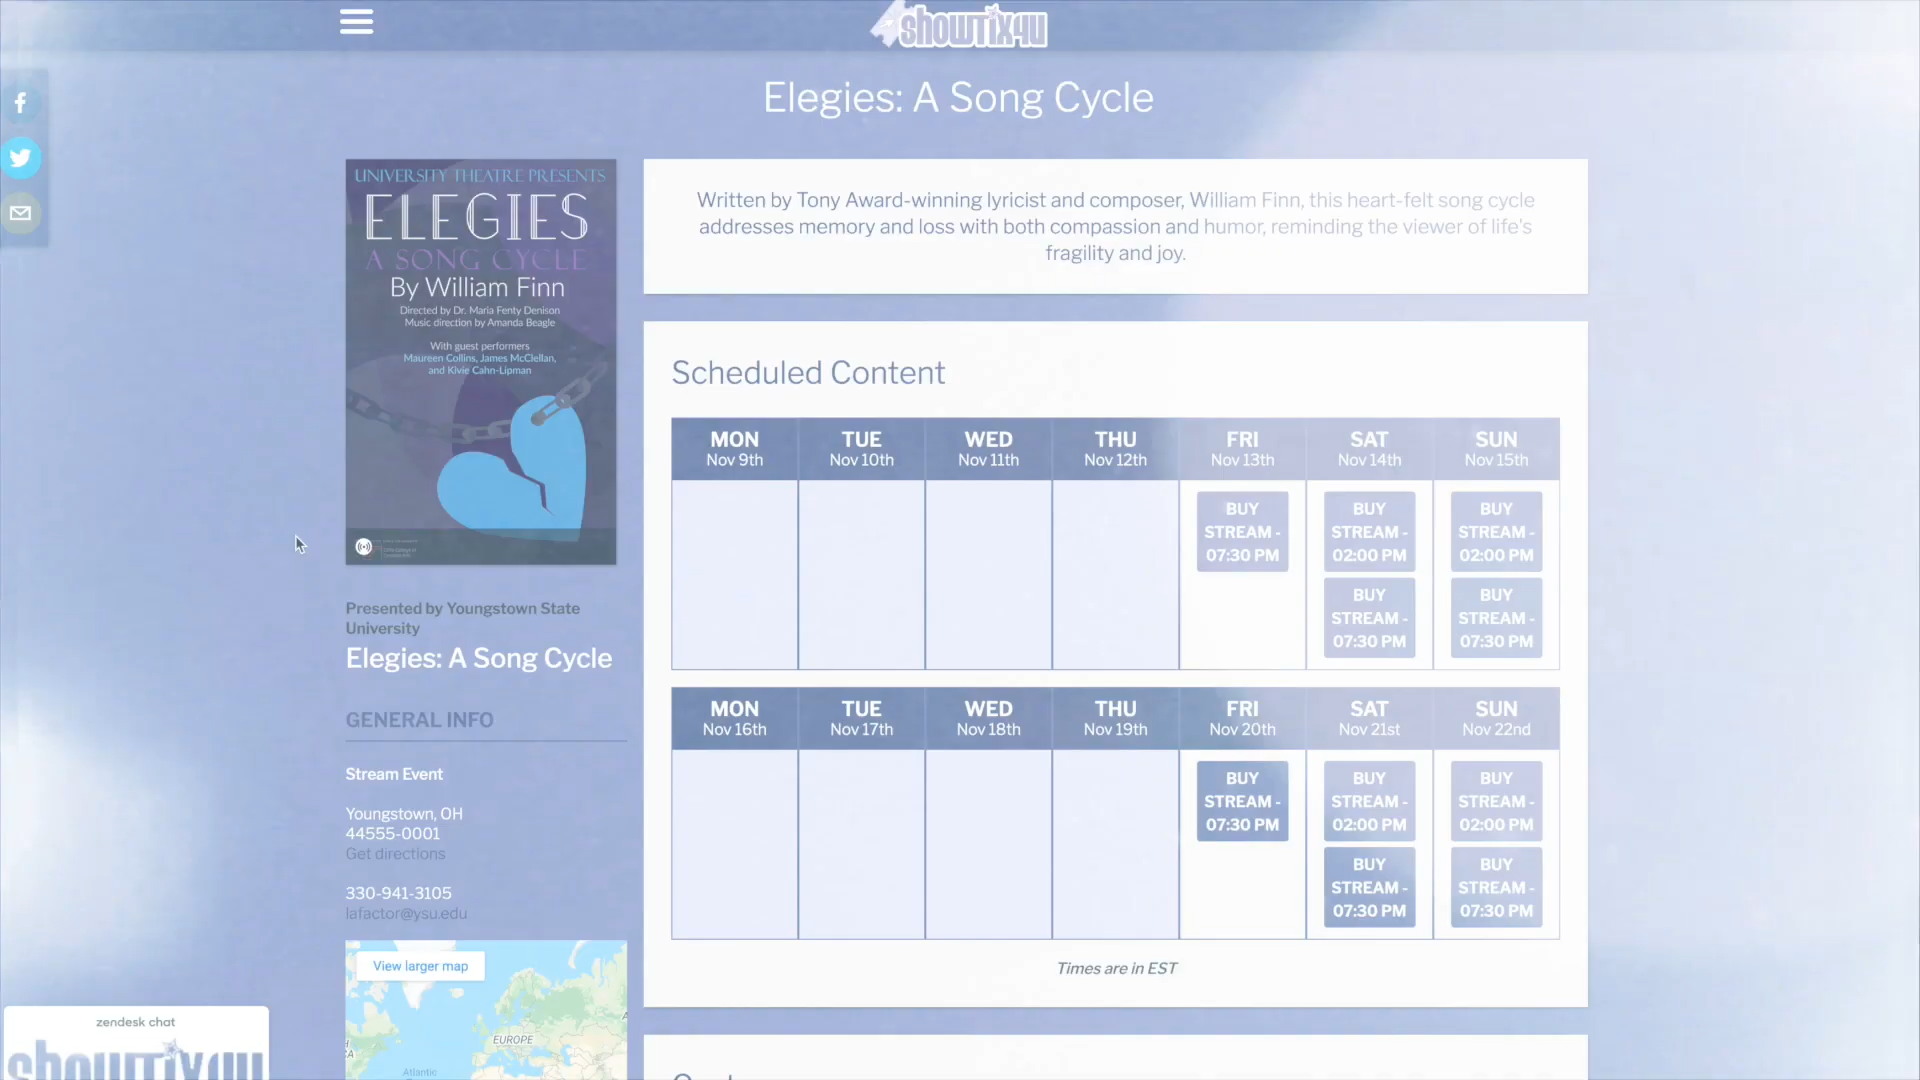 showTix4U
Elegies: A Song Cycle
UNIVERSITY THEATRE PRESENTS
ELEGIES
A SONG CYCLE
By William Finn
Directed by Dr. Maria Fenty Denison
Music direction by Amanda Beagle
With guest performers
Maureen Collins, James McClellan,
and Kivie Cahn-Lipman
Presented by Youngstown State
University
Elegies: A Song Cycle
GENERAL INFO
Stream Event
Youngstown, OH
44555-0001
Get directions
330-941-3105
lafactor@ysu.edu
View larger map
EUROPE
Atlantic
zendesk chat
showTix4U
Written by Tony Award-winning lyricist and composer, William Finn, this heart-felt song cycle
addresses memory and loss with both compassion and humor, reminding the viewer of life's
fragility and joy.
Scheduled Content
MON TUE WED THU FRI SAT SUN
Nov 9th Nov 10th Nov 11th Nov 12th Nov 13th Nov 14th Nov 15th
BUY BUY BUY
STREAM - STREAM - STREAM -
07:30 PM 02:00 PM 02:00 PM
BUY BUY
STREAM - STREAM -
07:30 PM 07:30 PM
MON TUE WED THU FRI SAT SUN
Nov 16th Nov 17th Nov 18th Nov 19th Nov 20th Nov 21st Nov 22nd
BUY BUY BUY
STREAM - STREAM - STREAM -
07:30 PM 02:00 PM 02:00 PM
BUY BUY
STREAM - STREAM -
07:30 PM 07:30 PM
Times are in EST